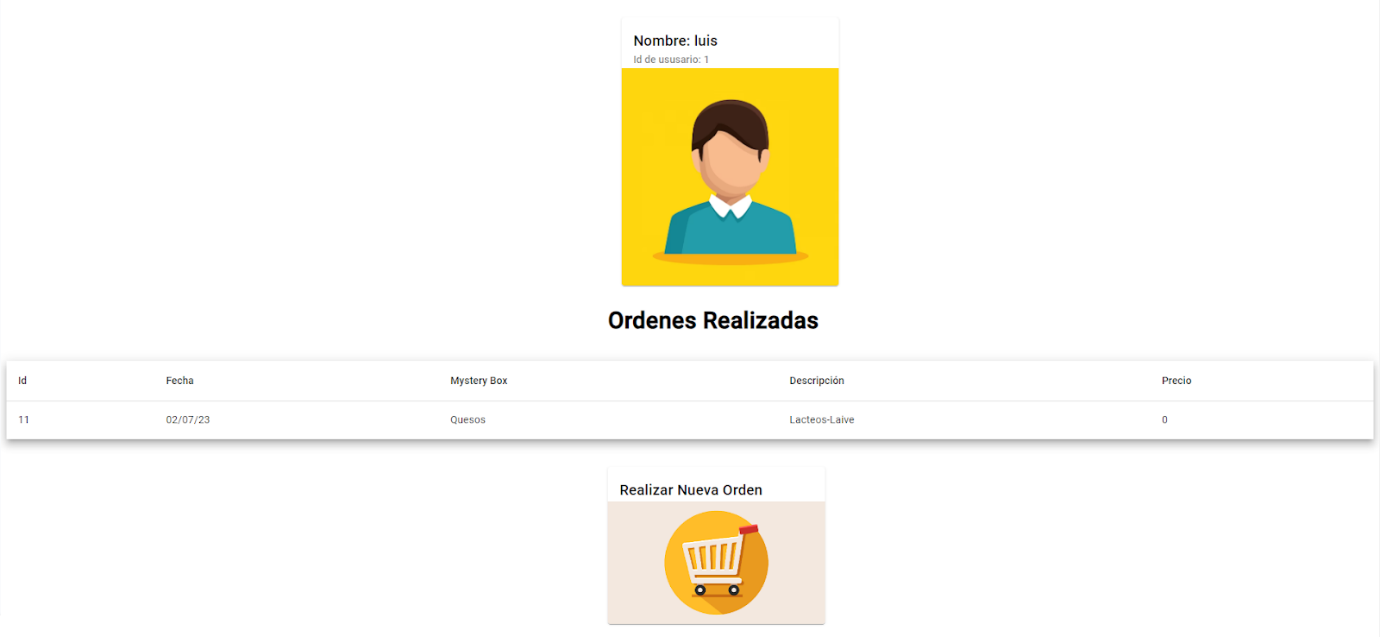 Nombre: luis
Id de ususario: 1
Ordenes Realizadas
Id Fecha Mystery Box Descripción Precio
11 02/07/23 Quesos Lacteos-Laive 0
Realizar Nueva Orden